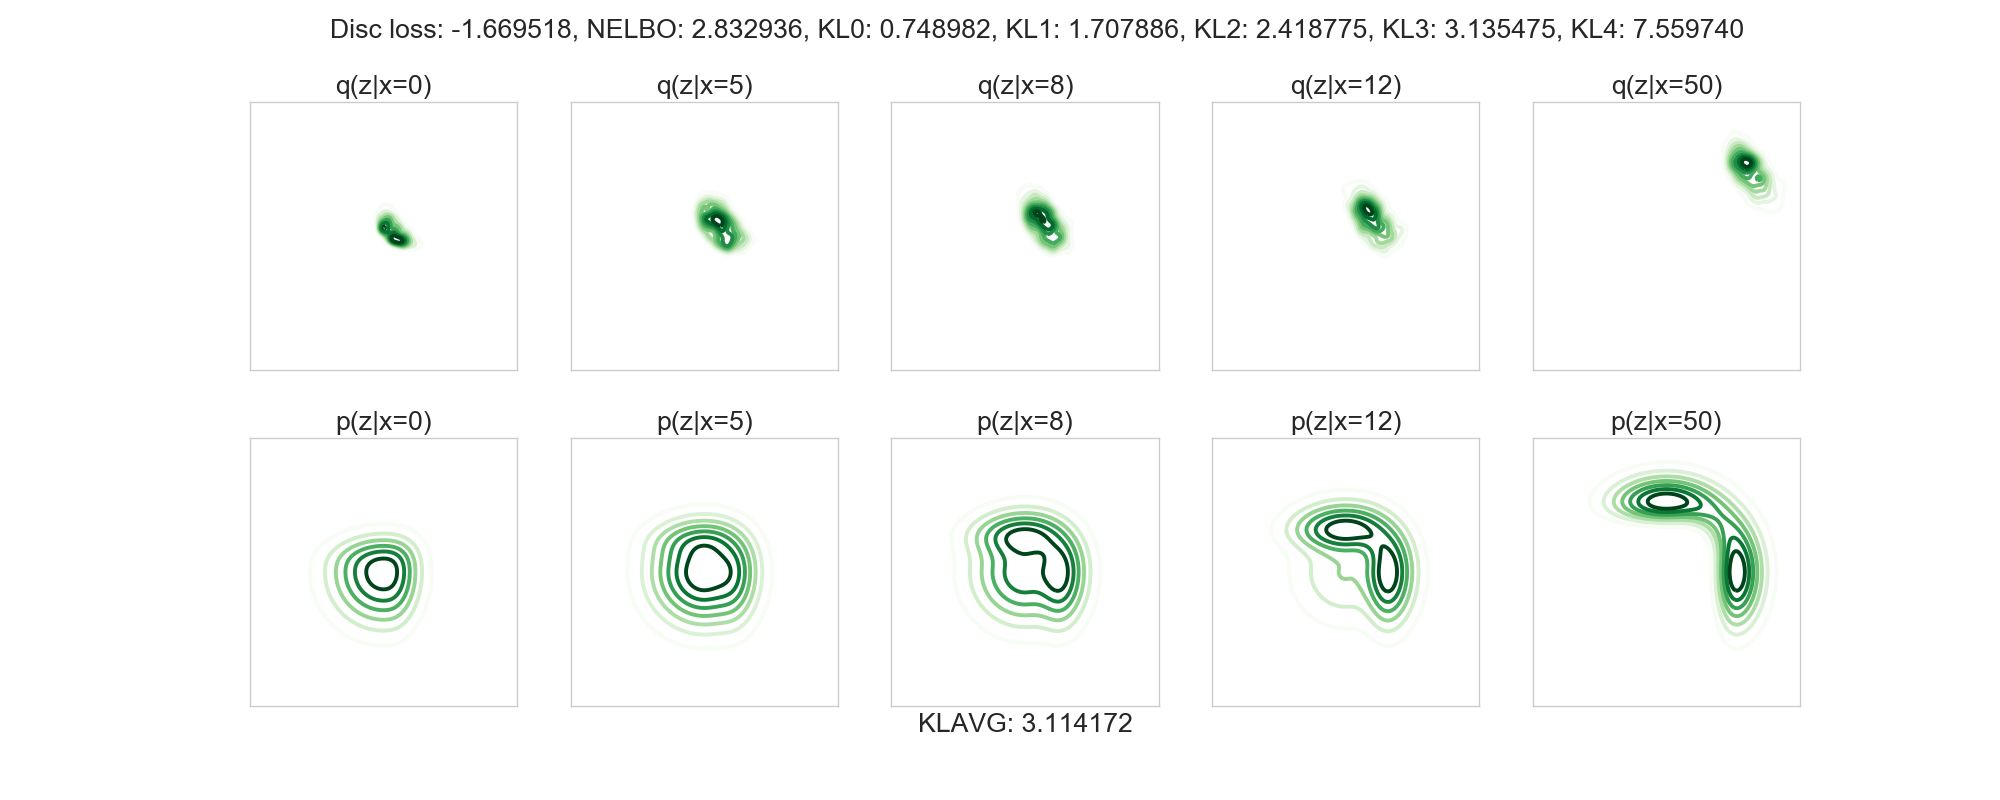 Disc loss: -1.669518, NELBO: 2.832936, KL0: 0.748982, KL1: 1.707886, KL2: 2.418775, KL3: 3.135475, KL4: 7.559740
q(z|x=0)
q(z|x=5)
q(z|x=8)
q(z|x=12)
q(z|x=50)
p(z|x=0)
p(z|x=5)
p(z|x=8)
p(z|x=12)
p(z|x=50)
KLAVG: 3.114172